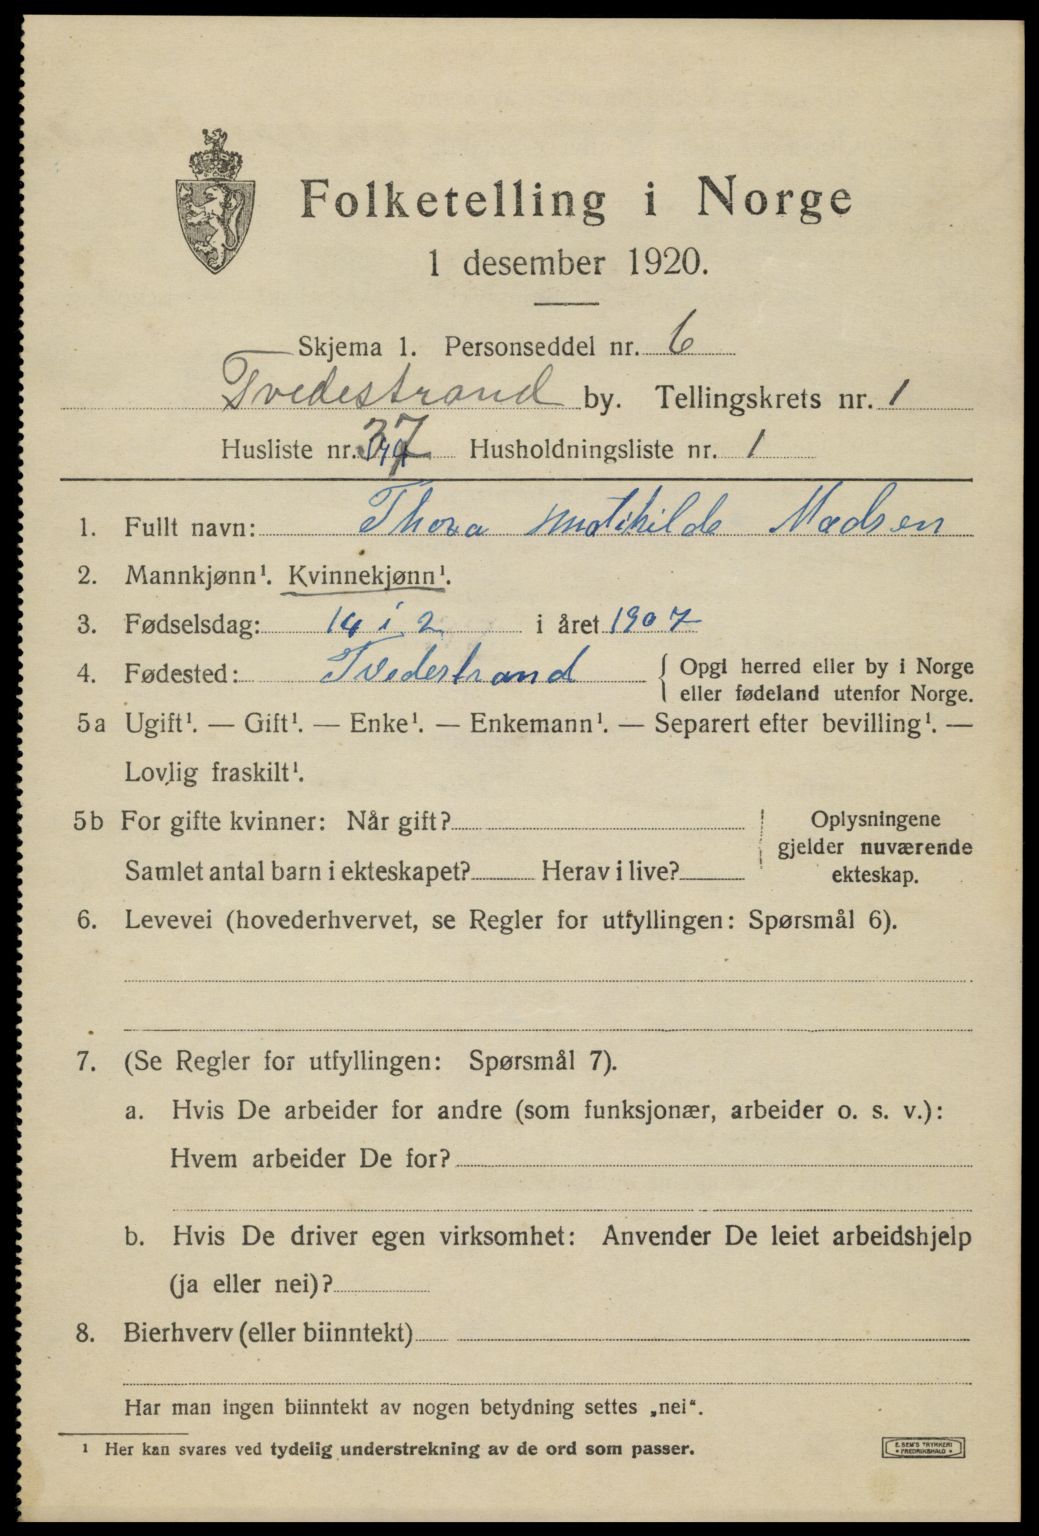 Folketelling i Norge
1 desember 1920.
Skjema 1. Personseddel nr. 6
Tvedestrand by. Tellingskrets nr. 1
Husliste nr. 37 Husholdningsliste nr. 1
1. Fullt navn: Thora Mathilde Madsen
2. Mannkjønn¹. Kvinnekjønn¹.
3. Fødselsdag: 14 i 2 i året 1907
4. Fødested: Tvedestrand { Opgi herred eller by i Norge
eller fødeland utenfor Norge.
5a Ugift¹. — Gift¹. — Enke¹. — Enkemann¹. — Separert efter bevilling¹. —
Lovlig fraskilt¹.
5b For gifte kvinner: Når gift?
Samlet antal barn i ekteskapet? Herav i live?
Oplysningene
gjelder nuværende
ekteskap.
6. Levevei (hovederhvervet, se Regler for utfyllingen: Spørsmål 6).
7. (Se Regler for utfyllingen: Spørsmål 7).
a. Hvis De arbeider for andre (som funksjonær, arbeider o. s. v.):
Hvem arbeider De for?
b. Hvis De driver egen virksomhet: Anvender De leiet arbeidshjelp
(ja eller nei)?
8. Bierhverv (eller biinntekt)
Har man ingen biinntekt av nogen betydning settes „nei“.
¹ Her kan svares ved tydelig understrekning av de ord som passer.
E. SEM'S TRYKKERI
• FREDRIKSHALD •